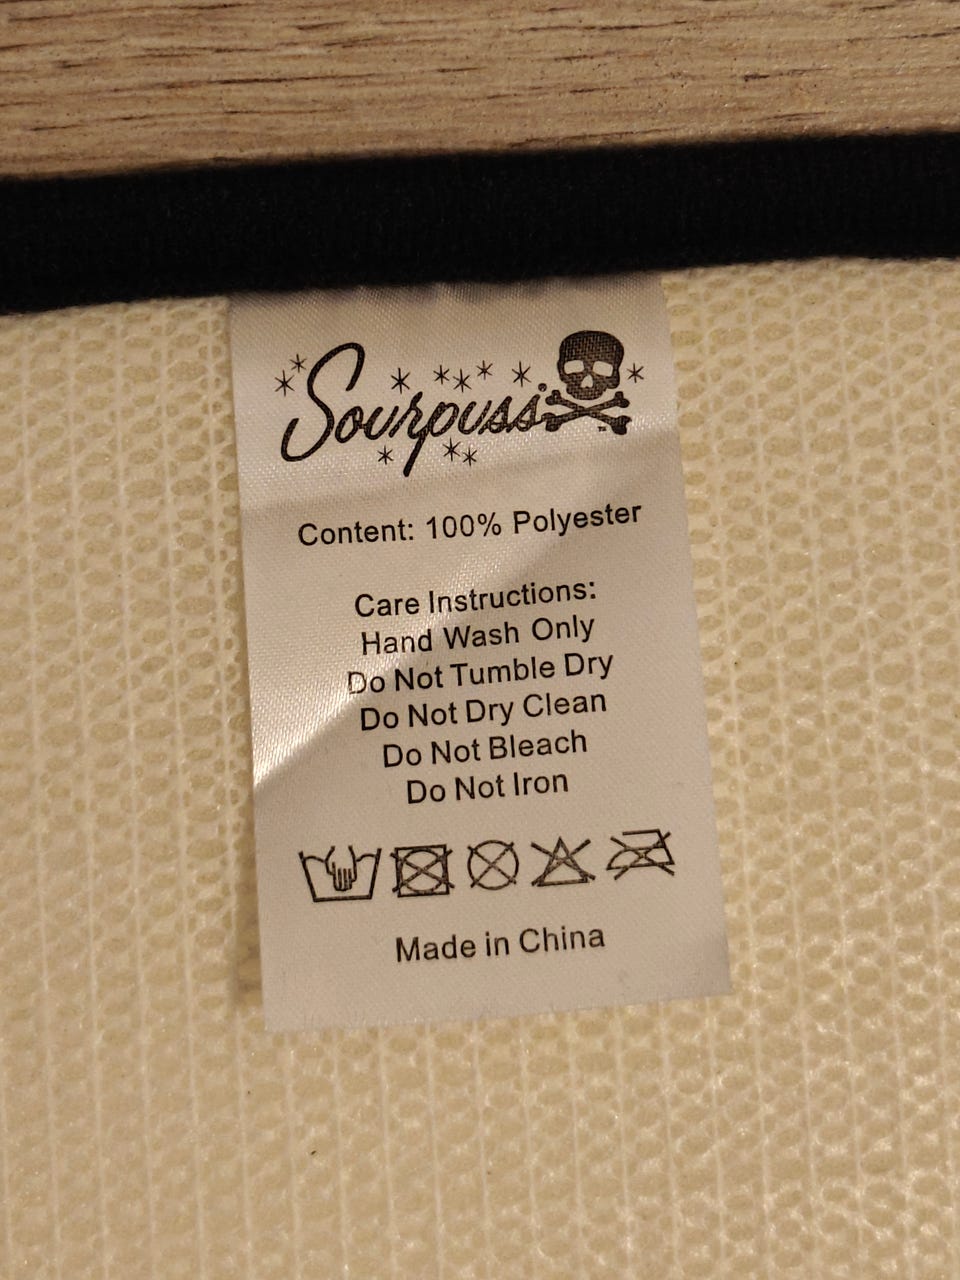 Sourpuss®
™
Content: 100% Polyester
Care Instructions:
Hand Wash Only
Do Not Tumble Dry
Do Not Dry Clean
Do Not Bleach
Do Not Iron
Made in China